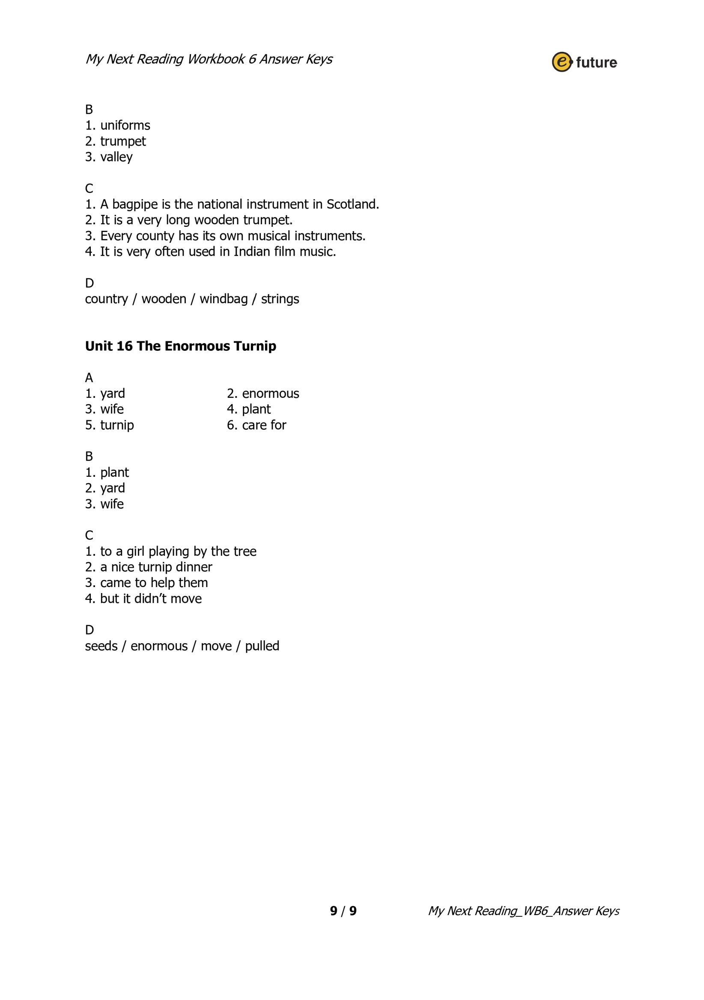 My Next Reading Workbook 6 Answer Keys
e future
B
1. uniforms
2. trumpet
3. valley
C
1. A bagpipe is the national instrument in Scotland.
2. It is a very long wooden trumpet.
3. Every county has its own musical instruments.
4. It is very often used in Indian film music.
D
country / wooden / windbag / strings
Unit 16 The Enormous Turnip
A
1. yard 2. enormous
3. wife 4. plant
5. turnip 6. care for
B
1. plant
2. yard
3. wife
C
1. to a girl playing by the tree
2. a nice turnip dinner
3. came to help them
4. but it didn’t move
D
seeds / enormous / move / pulled
9 / 9 My Next Reading_WB6_Answer Keys